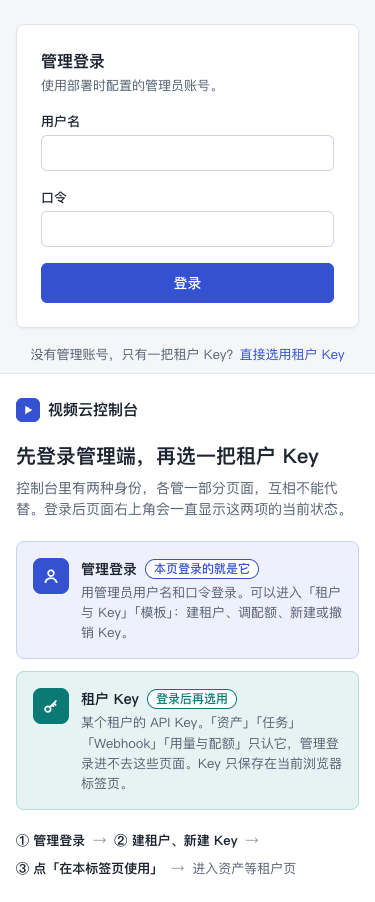 管理登录
使用部署时配置的管理员账号。
用户名
口令
登录
没有管理账号，只有一把租户 Key？直接选用租户 Key
视频云控制台
先登录管理端，再选一把租户 Key
控制台里有两种身份，各管一部分页面，互相不能代
替。登录后页面右上角会一直显示这两项的当前状态。
管理登录 本页登录的就是它
用管理员用户名和口令登录。可以进入「租户
与 Key」「模板」：建租户、调配额、新建或撤
销 Key。
租户 Key 登录后再选用
某个租户的 API Key。「资产」「任务」
「Webhook」「用量与配额」只认它，管理登
录进不去这些页面。Key 只保存在当前浏览器
标签页。
① 管理登录 → ② 建租户、新建 Key →
③ 点「在本标签页使用」 → 进入资产等租户页